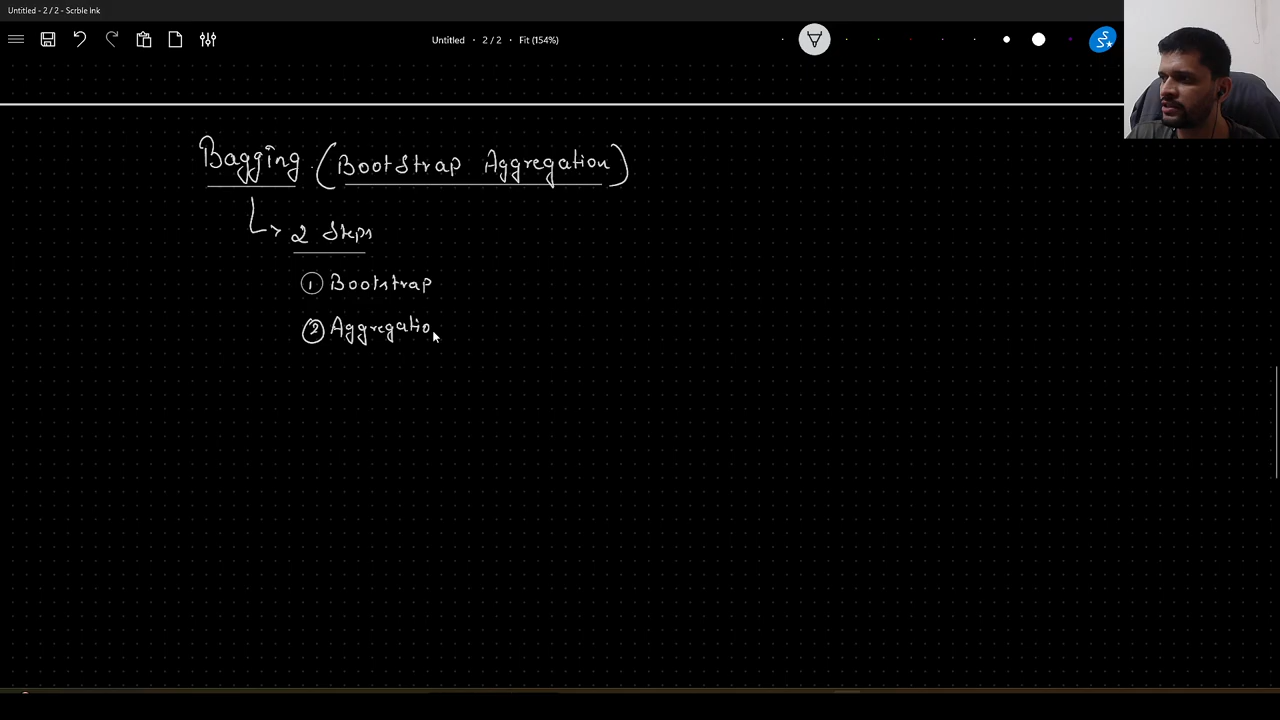 Untitled - 2 / 2 - Scrble Ink
Untitled • 2 / 2 • Fit (154%)
Bagging (Bootstrap Aggregation)
2 Steps
① Bootstrap
② Aggregatio